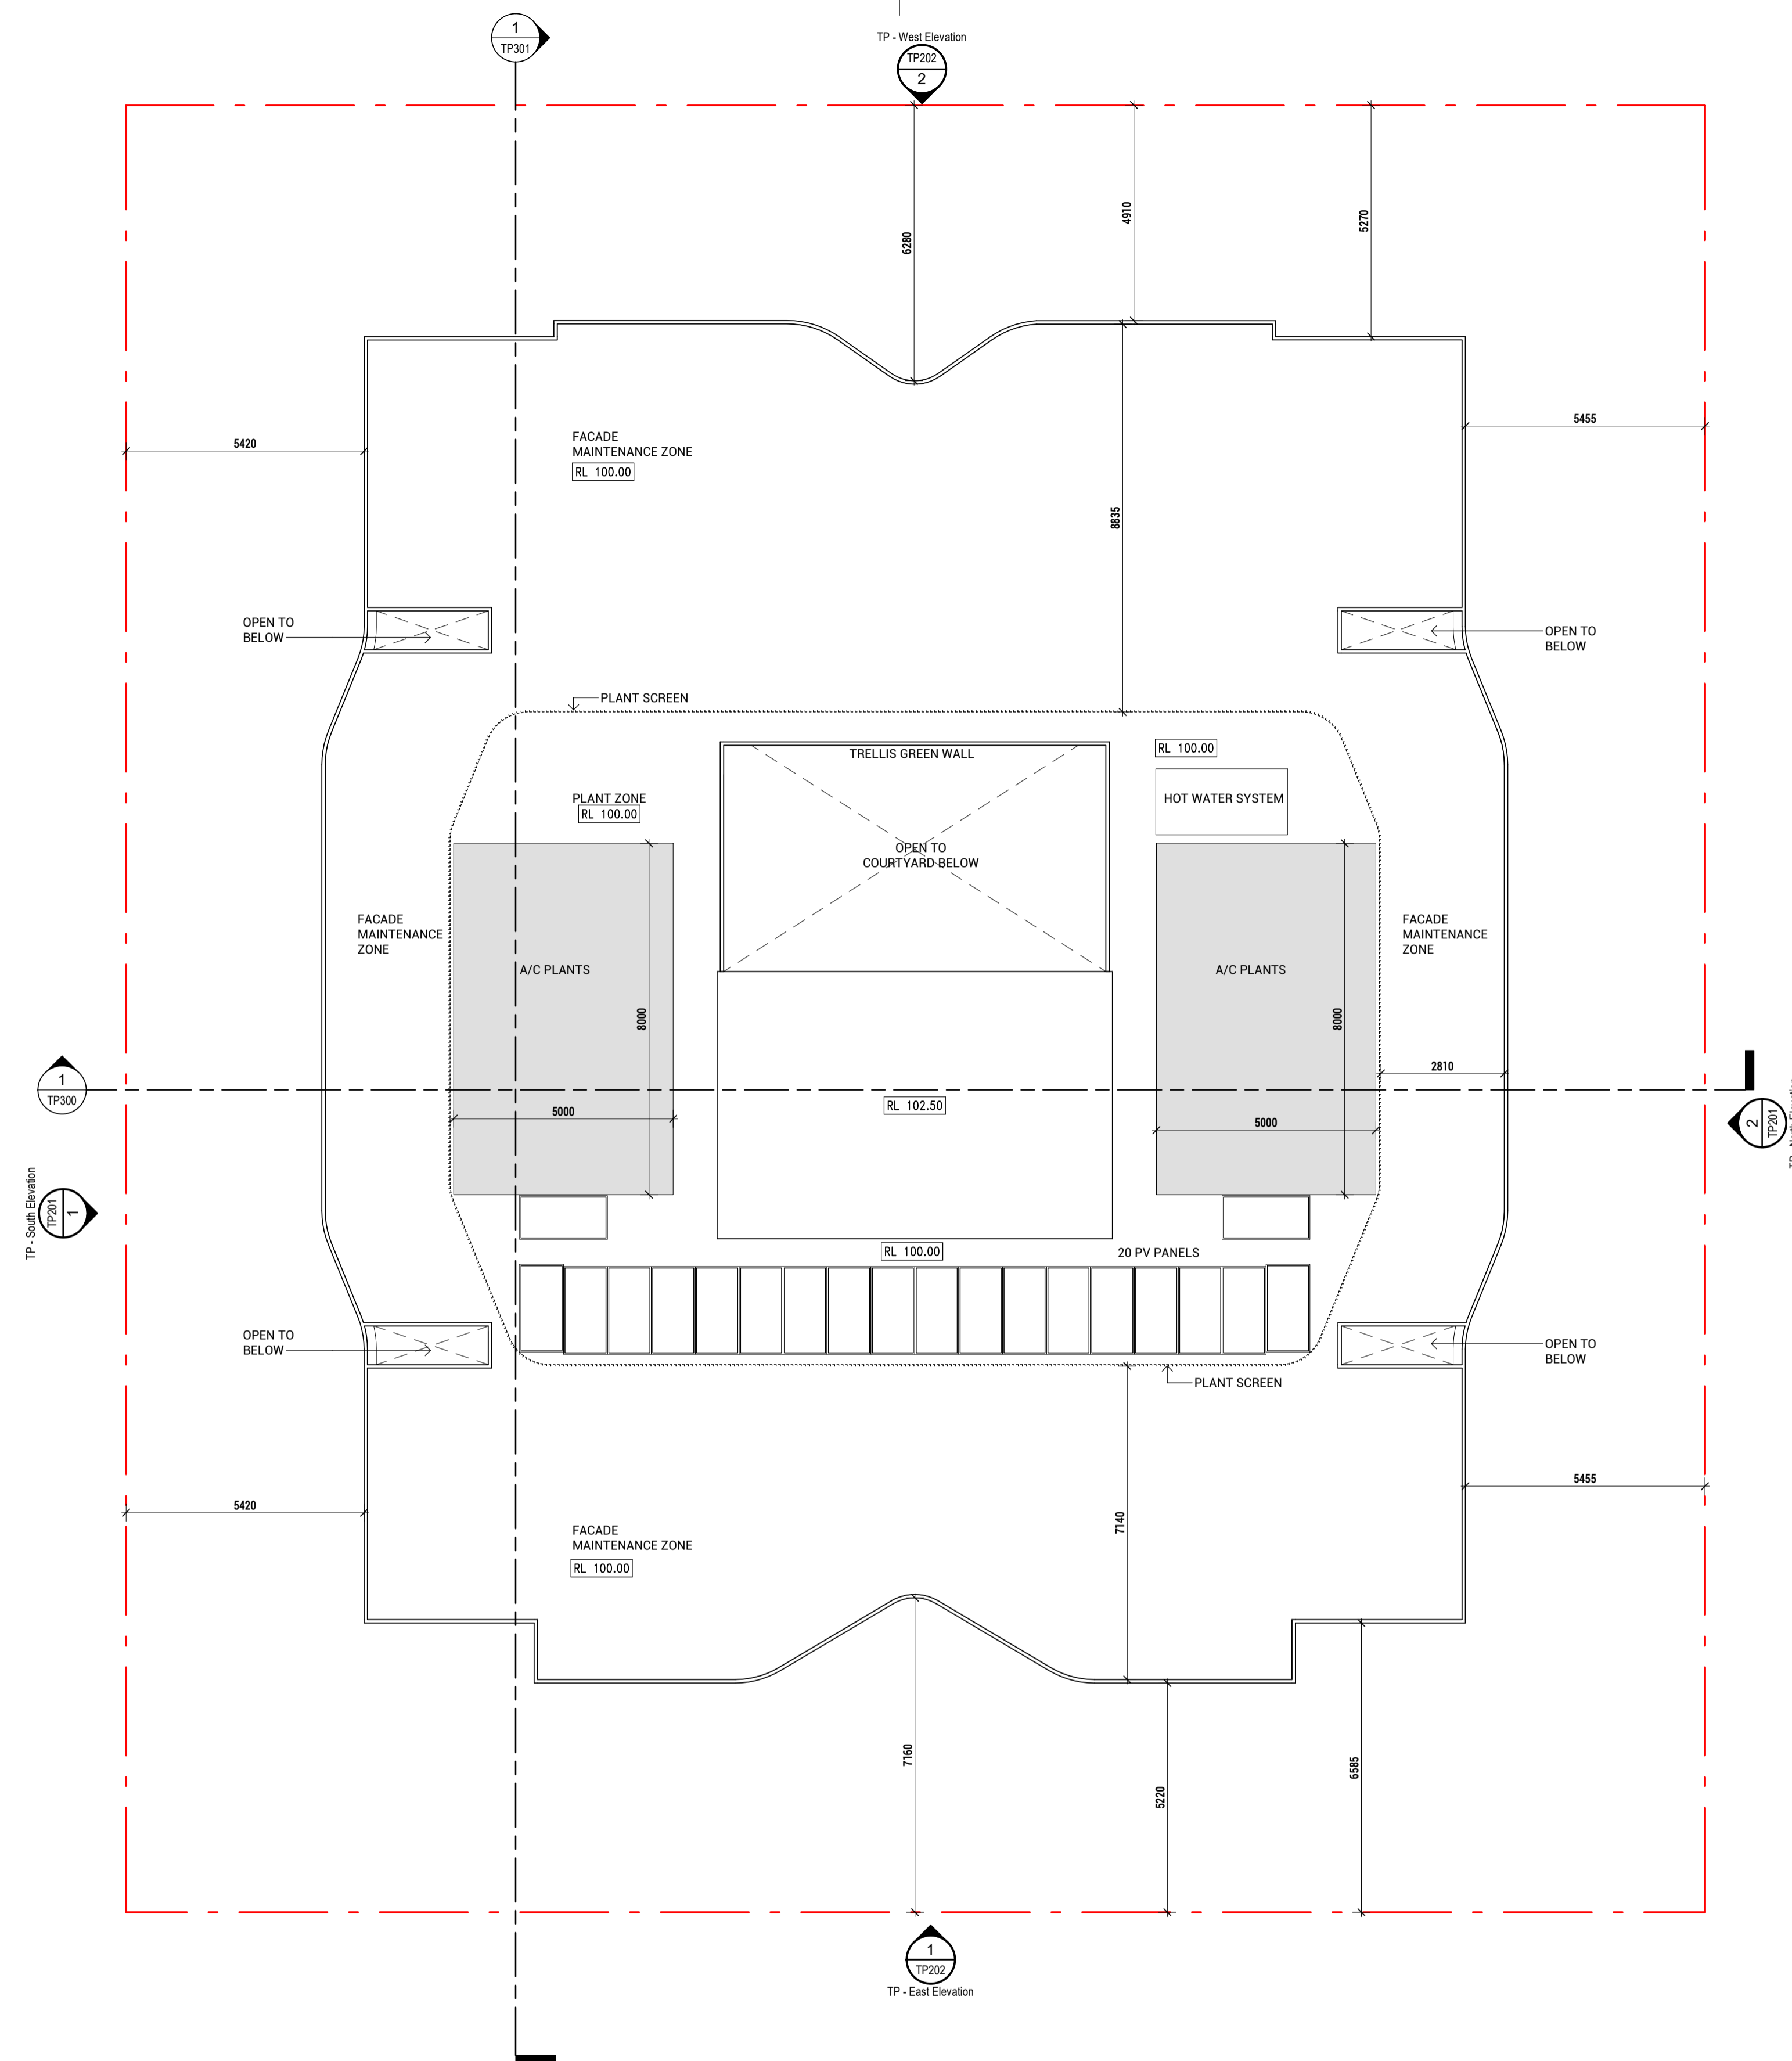 1
TP301
TP - West Elevation
TP202
2
6280
4910
5270
5420
5455
FACADE
MAINTENANCE ZONE
RL 100.00
8835
OPEN TO
BELOW
OPEN TO
BELOW
PLANT SCREEN
TRELLIS GREEN WALL
RL 100.00
PLANT ZONE
RL 100.00
HOT WATER SYSTEM
OPEN TO
COURTYARD BELOW
FACADE
MAINTENANCE
ZONE
FACADE
MAINTENANCE
ZONE
A/C PLANTS
A/C PLANTS
8000
8000
2810
1
TP300
RL 102.50
5000
5000
2
TP201
TP - South Elevation
TP201
1
RL 100.00
20 PV PANELS
OPEN TO
BELOW
OPEN TO
BELOW
PLANT SCREEN
5420
5455
7140
FACADE
MAINTENANCE ZONE
RL 100.00
7160
5220
6585
1
TP202
TP - East Elevation